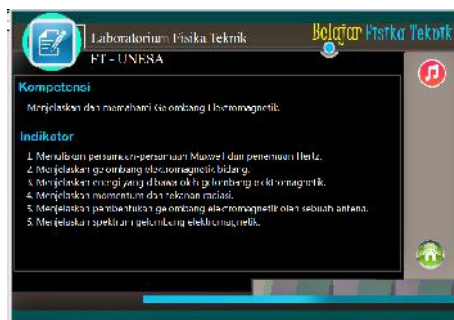 Laboratorium Fisika Teknik
Belajar Fisika Teknik
FT - UNESA
Kompetensi
Menjelaskan dan memahami Gelombang Elektromagnetik.
Indikator
1. Menuliskan persamaan-persamaan Maxwell dan penemuan Hertz.
2. Menjelaskan gelombang elektromagnetik bidang.
3. Menjelaskan energi yang dibawa oleh gelombang elektromagnetik.
4. Menjelaskan momentum dan tekanan radiasi.
5. Menjelaskan pembentukan gelombang elektromagnetik oleh sebuah antena.
6. Menjelaskan spektrum gelombang elektromagnetik.